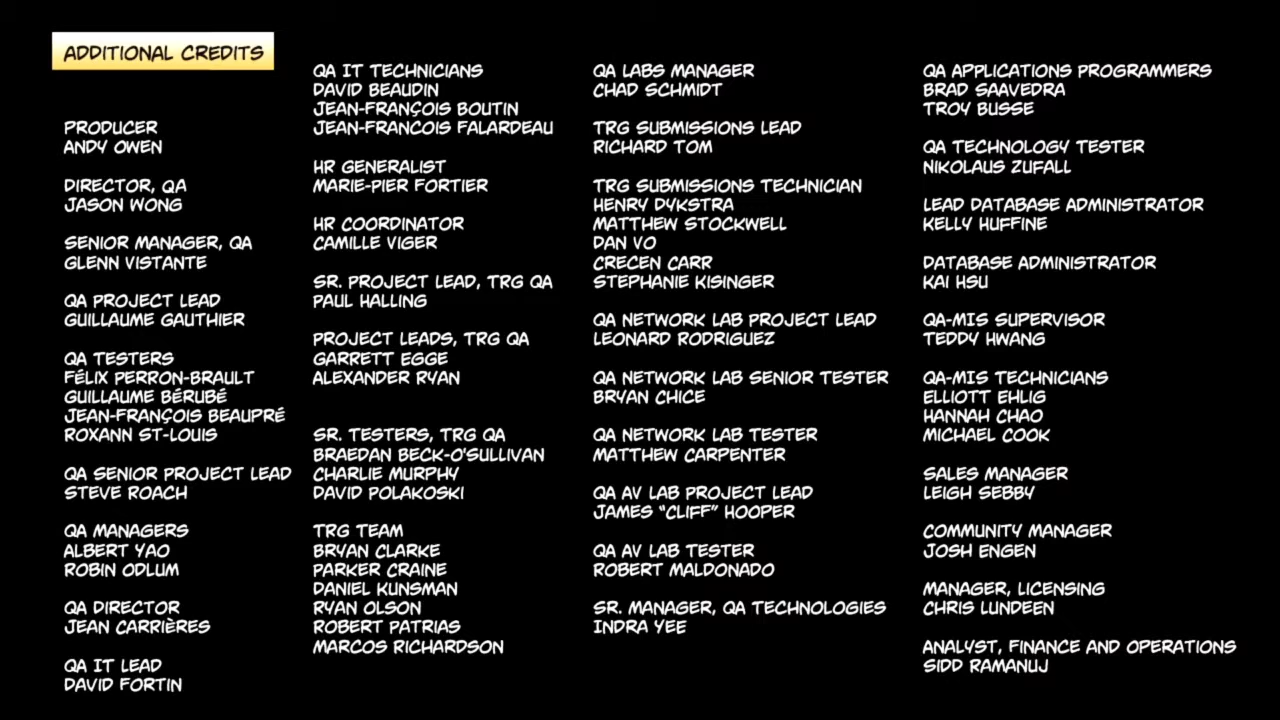 ADDITIONAL CREDITS
PRODUCER
ANDY OWEN
DIRECTOR, QA
JASON WONG
SENIOR MANAGER, QA
GLENN VISTANTE
QA PROJECT LEAD
GUILLAUME GAUTHIER
QA TESTERS
FÉLIX PERRON-BRAULT
GUILLAUME BÉRUBÉ
JEAN-FRANÇOIS BEAUPRÉ
ROXANN ST-LOUIS
QA SENIOR PROJECT LEAD
STEVE ROACH
QA MANAGERS
ALBERT YAO
ROBIN ODLUM
QA DIRECTOR
JEAN CARRIÈRES
QA IT LEAD
DAVID FORTIN
QA IT TECHNICIANS
DAVID BEAUDIN
JEAN-FRANÇOIS BOUTIN
JEAN-FRANCOIS FALARDEAU
HR GENERALIST
MARIE-PIER FORTIER
HR COORDINATOR
CAMILLE VIGER
SR. PROJECT LEAD, TRG QA
PAUL HALLING
PROJECT LEADS, TRG QA
GARRETT EGGE
ALEXANDER RYAN
SR. TESTERS, TRG QA
BRAEDAN BECK-O'SULLIVAN
CHARLIE MURPHY
DAVID POLAKOSKI
TRG TEAM
BRYAN CLARKE
PARKER CRAINE
DANIEL KUNSMAN
RYAN OLSON
ROBERT PATRIAS
MARCOS RICHARDSON
QA LABS MANAGER
CHAD SCHMIDT
TRG SUBMISSIONS LEAD
RICHARD TOM
TRG SUBMISSIONS TECHNICIAN
HENRY DYKSTRA
MATTHEW STOCKWELL
DAN VO
CRECEN CARR
STEPHANIE KISINGER
QA NETWORK LAB PROJECT LEAD
LEONARD RODRIGUEZ
QA NETWORK LAB SENIOR TESTER
BRYAN CHICE
QA NETWORK LAB TESTER
MATTHEW CARPENTER
QA AV LAB PROJECT LEAD
JAMES “CLIFF” HOOPER
QA AV LAB TESTER
ROBERT MALDONADO
SR. MANAGER, QA TECHNOLOGIES
INDRA YEE
QA APPLICATIONS PROGRAMMERS
BRAD SAAVEDRA
TROY BUSSE
QA TECHNOLOGY TESTER
NIKOLAUS ZUFALL
LEAD DATABASE ADMINISTRATOR
KELLY HUFFINE
DATABASE ADMINISTRATOR
KAI HSU
QA-MIS SUPERVISOR
TEDDY HWANG
QA-MIS TECHNICIANS
ELLIOTT EHLIG
HANNAH CHAO
MICHAEL COOK
SALES MANAGER
LEIGH SEBBY
COMMUNITY MANAGER
JOSH ENGEN
MANAGER, LICENSING
CHRIS LUNDEEN
ANALYST, FINANCE AND OPERATIONS
SIDD RAMANUJ